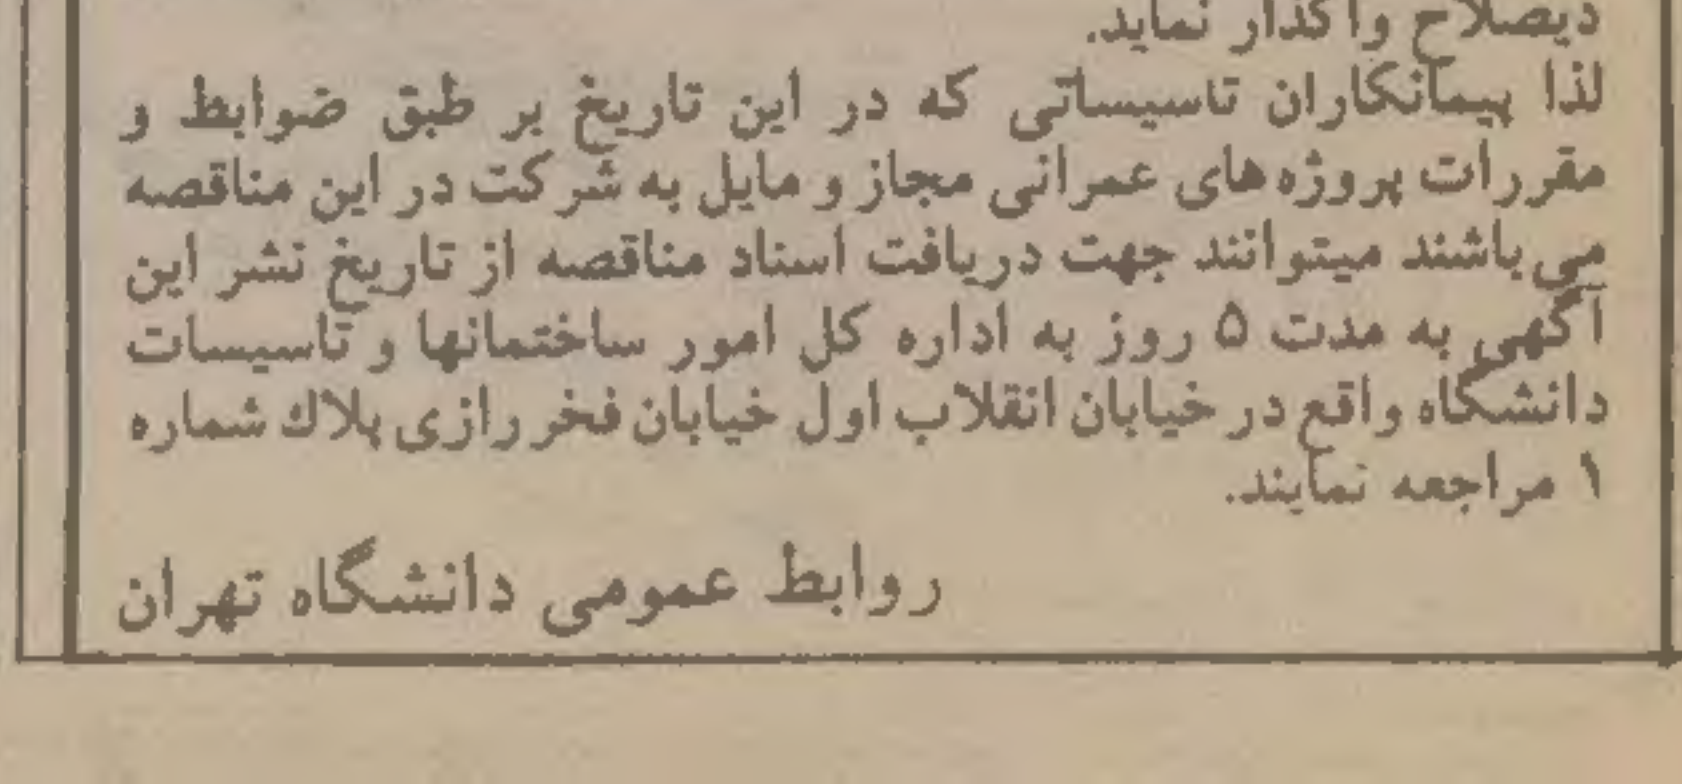 ذیصلاح واگذار نماید.
لذا پیمانکاران تاسیساتی که در این تاریخ بر طبق ضوابط و
مقررات پروژه های عمرانی مجاز و مایل به شرکت در این مناقصه
می باشند میتوانند جهت دریافت اسناد مناقصه از تاریخ نشر این
آگهی به مدت ۵ روز به اداره کل امور ساختمانها و تاسیسات
دانشگاه واقع در خیابان انقلاب اول خیابان فخر رازی پلاك شماره
۱ مراجعه نمایند.
روابط عمومی دانشگاه تهران